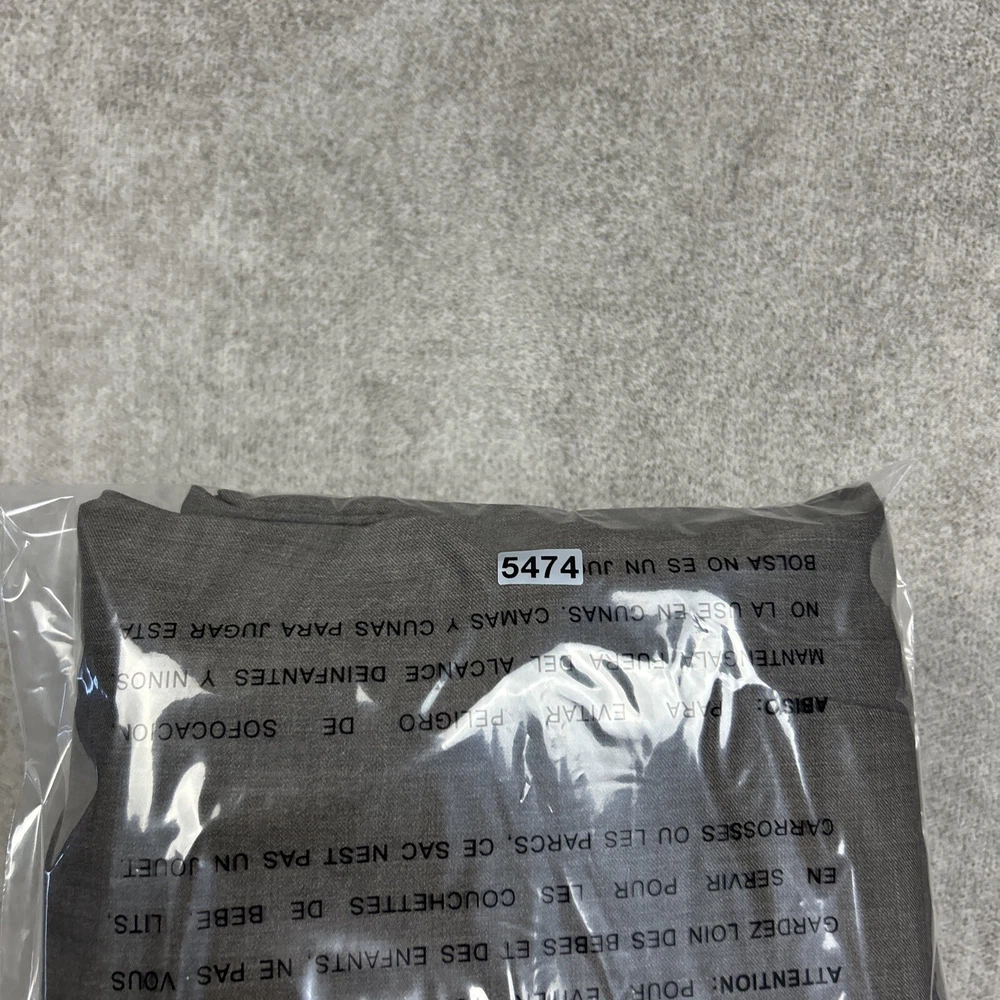 ATTENTION: POUR
GARDEZ LOIN DES BEBES ET DES ENFANTS, NE PAS VOUS
EN SERVIR POUR LES COUCHETTES DE BEBE, LITS,
CARROSSES OU LES PARCS, CE SAC NEST PAS UN JOUET.
ABISO: PARA EVITAR PELIGRO DE SOFOCACION
MANTENGALA FUERA DEL ALCANCE DEINFANTES Y NINOS,
NO LA USE EN CUNAS. CAMAS Y CUNAS PARA JUGAR ESTA
BOLSA NO ES UN
5474